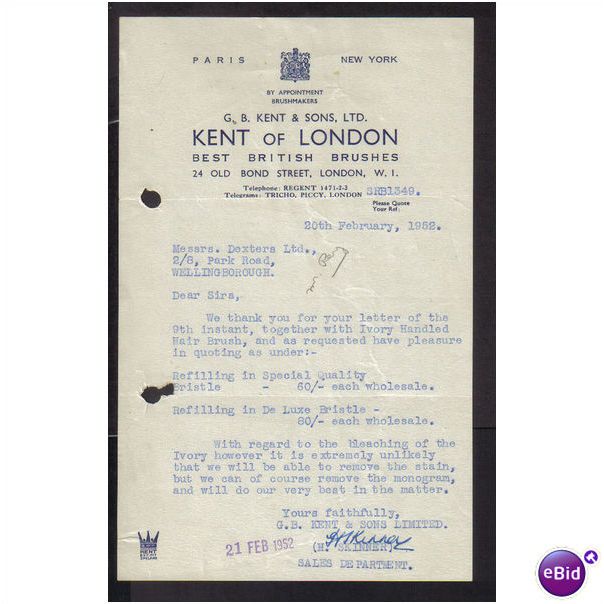 PARIS NEW YORK
BY APPOINTMENT
BRUSHMAKERS
G. B. KENT & SONS, LTD.
KENT OF LONDON
BEST BRITISH BRUSHES
24 OLD BOND STREET, LONDON, W. I.
Telephone: REGENT 1471-2-3
Telegrams: TRICHO, PICCY, LONDON
SHB1349.
Please Quote
Your Ref:
20th February, 1952.
Messrs. Dexters Ltd.,
2/8, Park Road,
WELLINGBOROUGH.
Dear Sirs,
We thank you for your letter of the
9th instant, together with Ivory Handled
Hair Brush, and as requested have pleasure
in quoting as under:-
Refilling in Special Quality
Bristle - 60/- each wholesale.
Refilling in De Luxe Bristle -
80/- each wholesale.
With regard to the bleaching of the
Ivory however it is extremely unlikely
that we will be able to remove the stain,
but we can of course remove the monogram,
and will do our very best in the matter.
Yours faithfully,
G.B. KENT & SONS LIMITED.
H Skinner
(H. SKINNER)
SALES DEPARTMENT.
KENT
21 FEB 1952
eBid